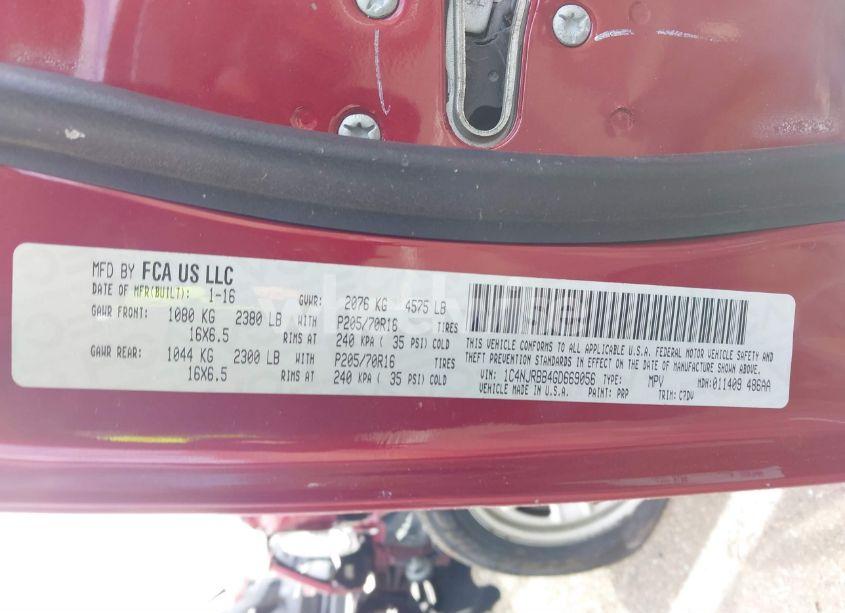 MFD BY FCA US LLC
DATE OF MFR(BUILT): 1-16 GVWR: 2076 KG 4575 LB
GAWR FRONT: 1080 KG 2380 LB WITH P205/70R16 TIRES
16X6.5 RIMS AT 240 KPA ( 35 PSI) COLD
GAWR REAR: 1044 KG 2300 LB WITH P205/70R16 TIRES
16X6.5 RIMS AT 240 KPA ( 35 PSI) COLD
THIS VEHICLE CONFORMS TO ALL APPLICABLE U.S.A. FEDERAL MOTOR VEHICLE SAFETY AND
THEFT PREVENTION STANDARDS IN EFFECT ON THE DATE OF MANUFACTURE SHOWN ABOVE
VIN: 1C4NJRBB4GD669056 TYPE: MPV MDH:011409 486AA
VEHICLE MADE IN U.S.A. PAINT: PRP TRIM: C7DV